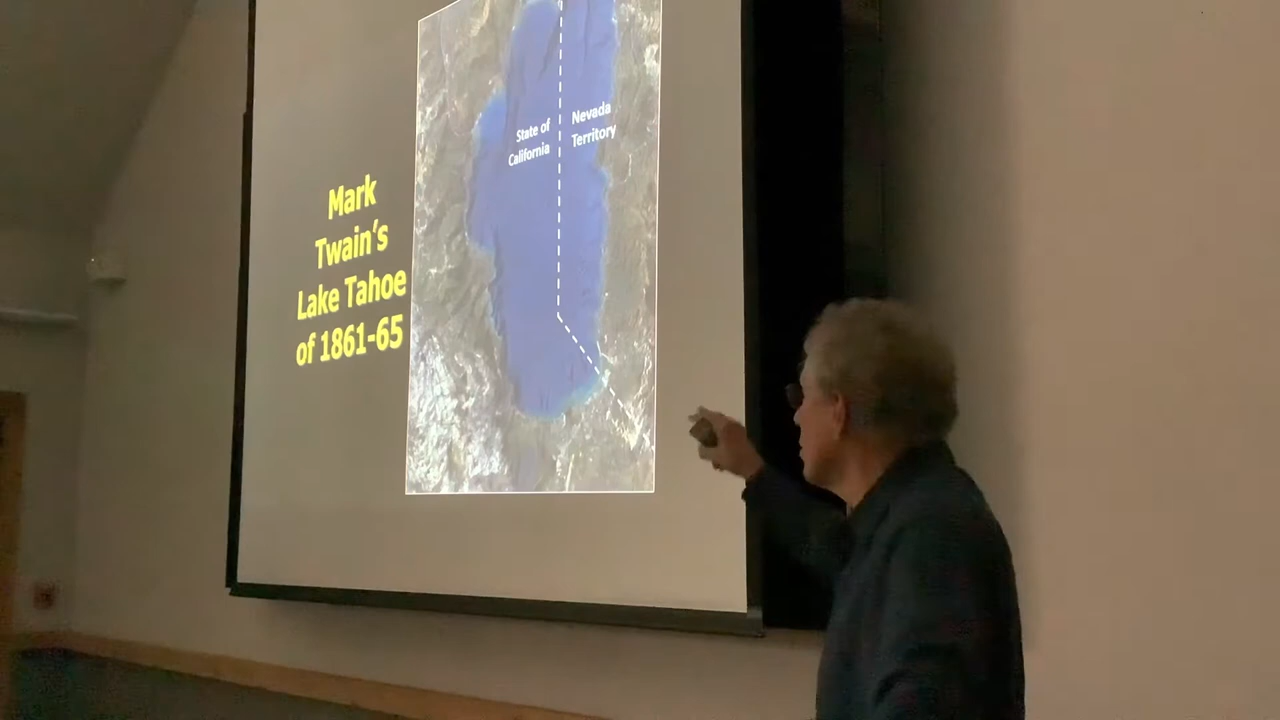 Mark
Twain's
Lake Tahoe
of 1861-65
State of
California
Nevada
Territory